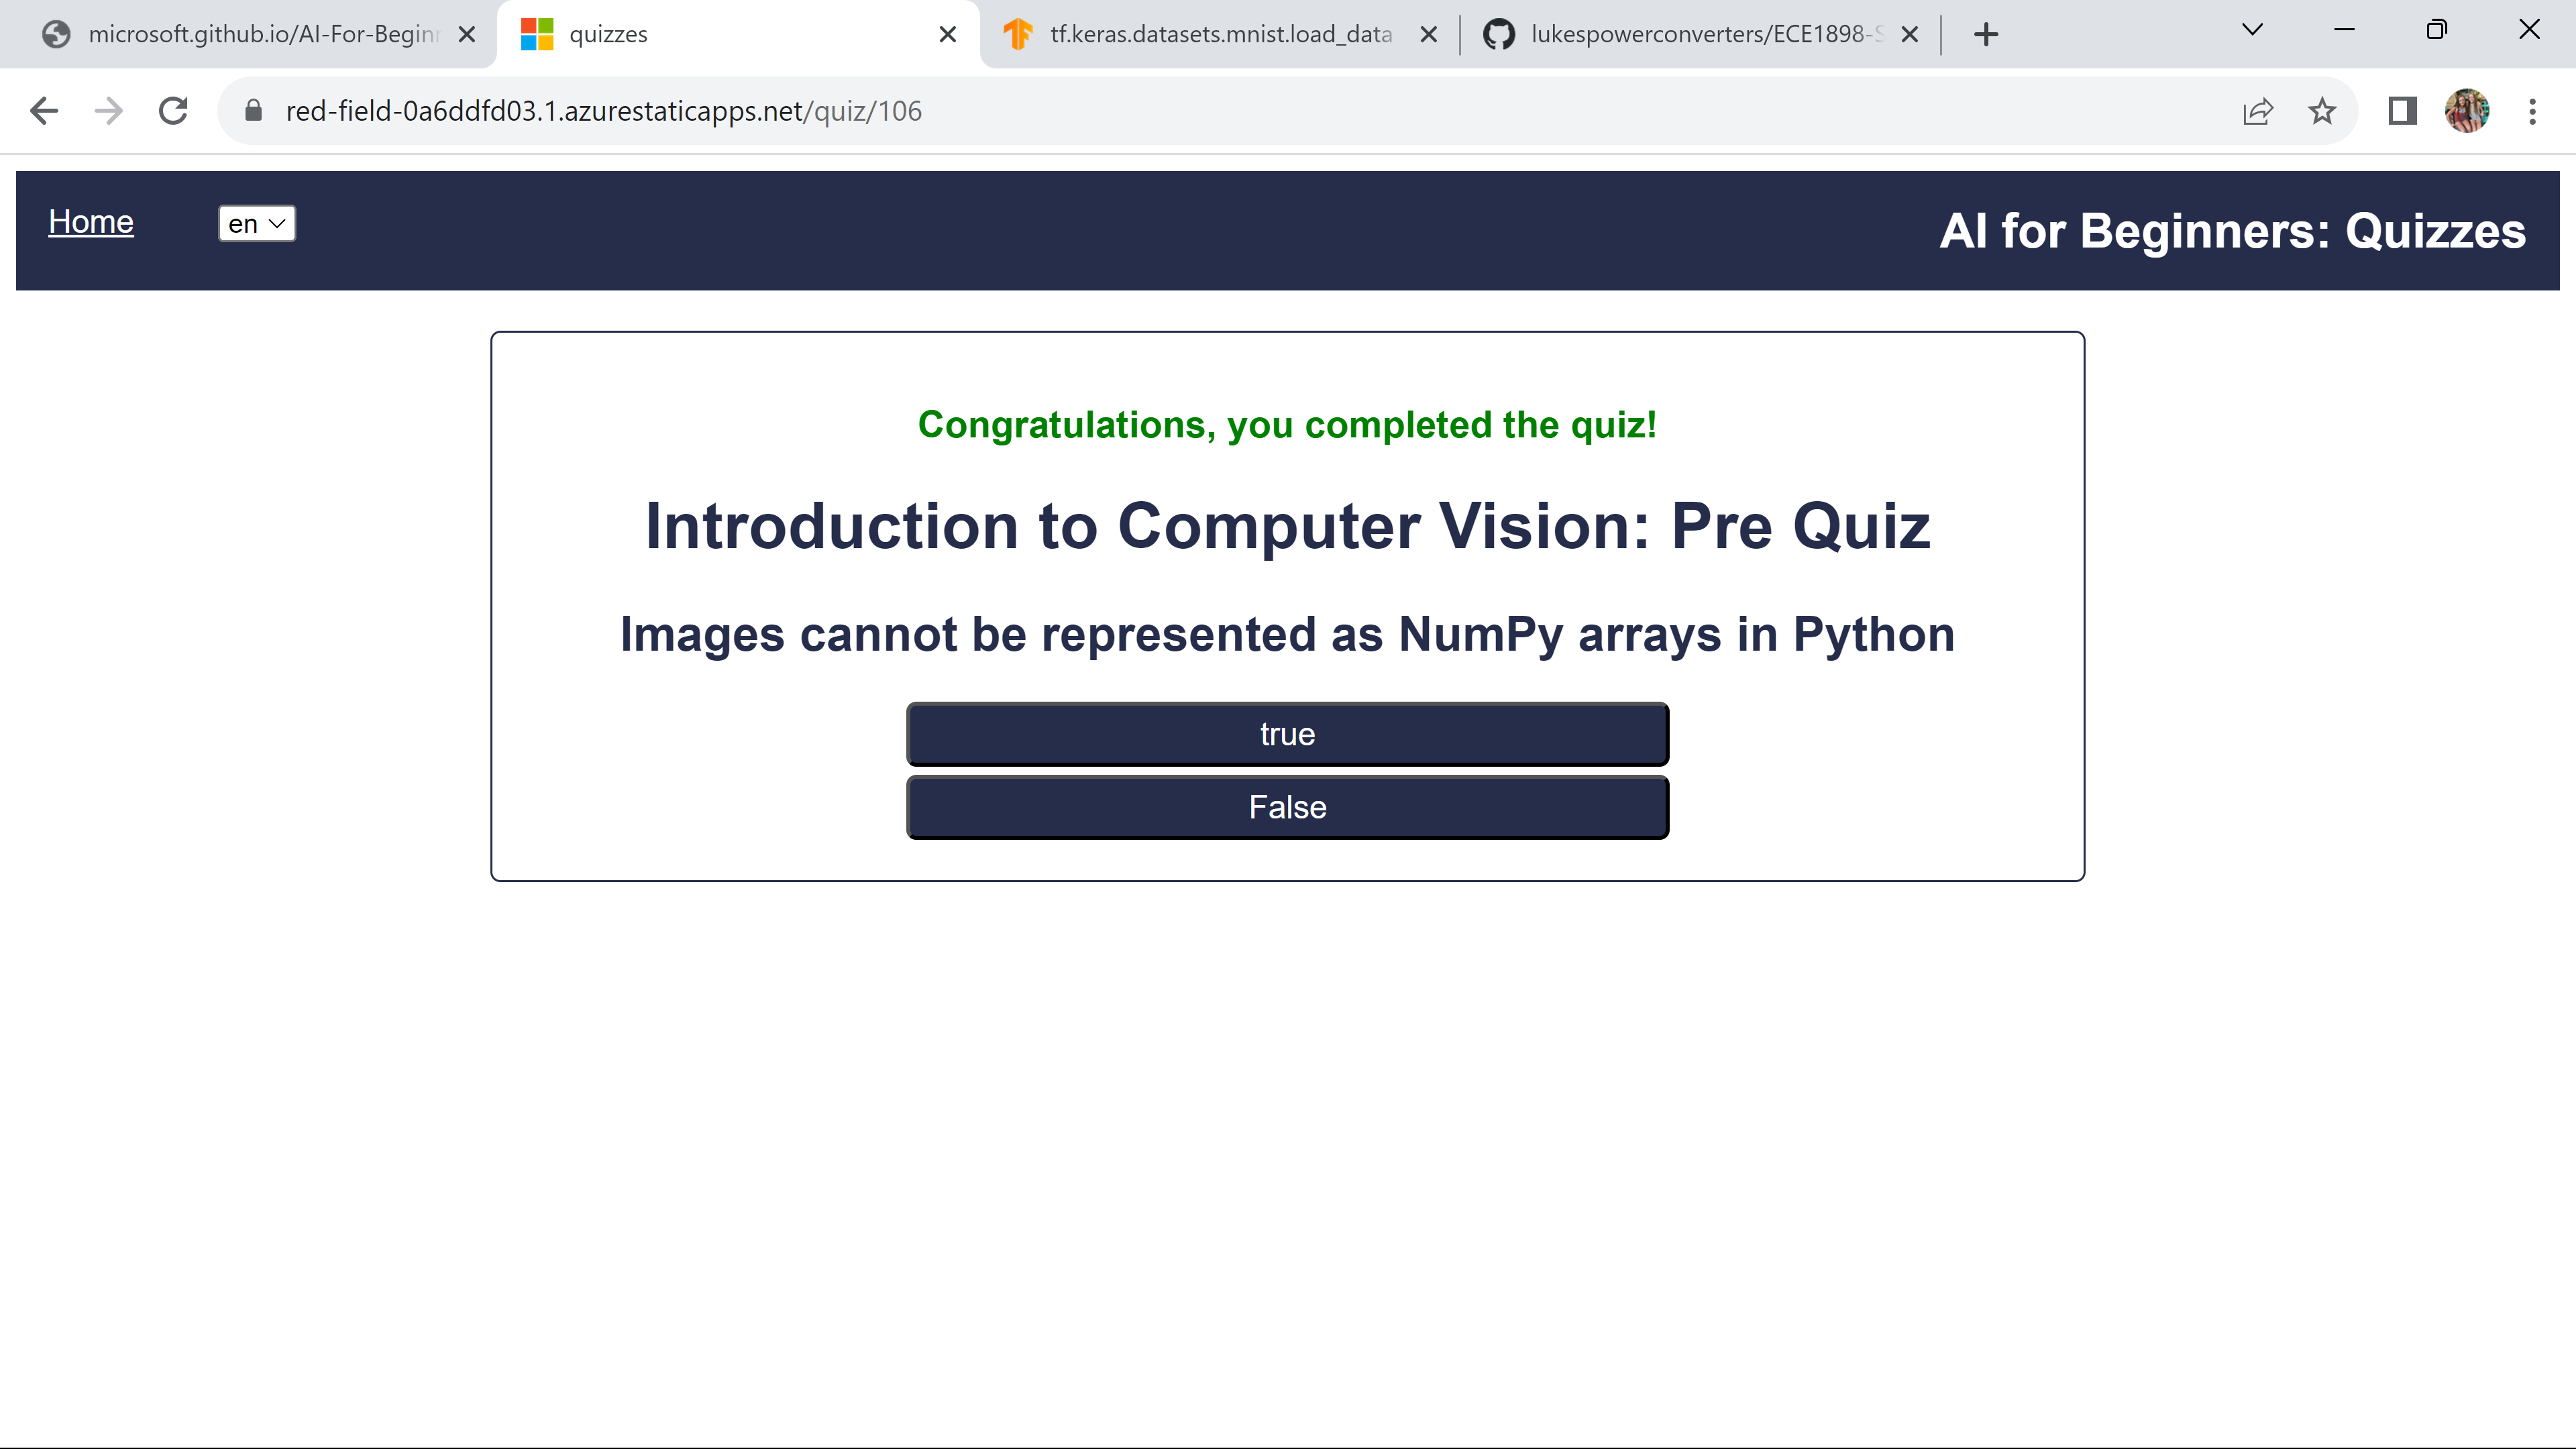 microsoft.github.io/AI-For-Beginn
quizzes
tf.keras.datasets.mnist.load_data
lukespowerconverters/ECE1898-S
red-field-0a6ddfd03.1.azurestaticapps.net/quiz/106
Home
en
AI for Beginners: Quizzes
Congratulations, you completed the quiz!
Introduction to Computer Vision: Pre Quiz
Images cannot be represented as NumPy arrays in Python
true
False